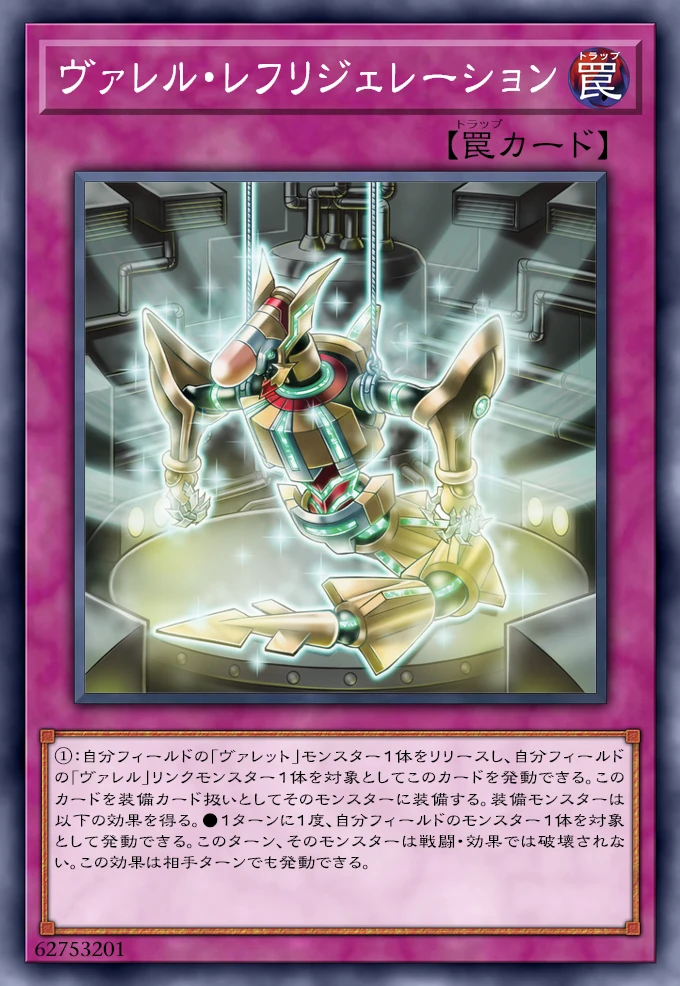 ヴァレル・レフリジェレーション
トラップ
罠
トラップ
【罠カード】
①:自分フィールドの「ヴァレット」モンスター1体をリリースし、自分フィールド
の「ヴァレル」リンクモンスター1体を対象としてこのカードを発動できる。この
カードを装備カード扱いとしてそのモンスターに装備する。装備モンスターは
以下の効果を得る。●1ターンに1度、自分フィールドのモンスター1体を対象
として発動できる。このターン、そのモンスターは戦闘・効果では破壊されな
い。この効果は相手ターンでも発動できる。
62753201